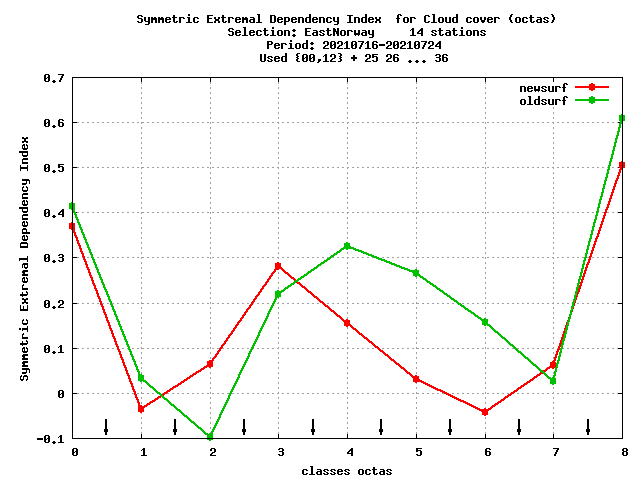 Symmetric Extremal Dependency Index  for Cloud cover (octas)
Selection: EastNorway     14 stations
Period: 20210716-20210724
Used {00,12} + 25 26 ... 36
newsurf
oldsurf
Symmetric Extremal Dependency Index
0.7
0.6
0.5
0.4
0.3
0.2
0.1
0
-0.1
0 1 2 3 4 5 6 7 8
classes octas